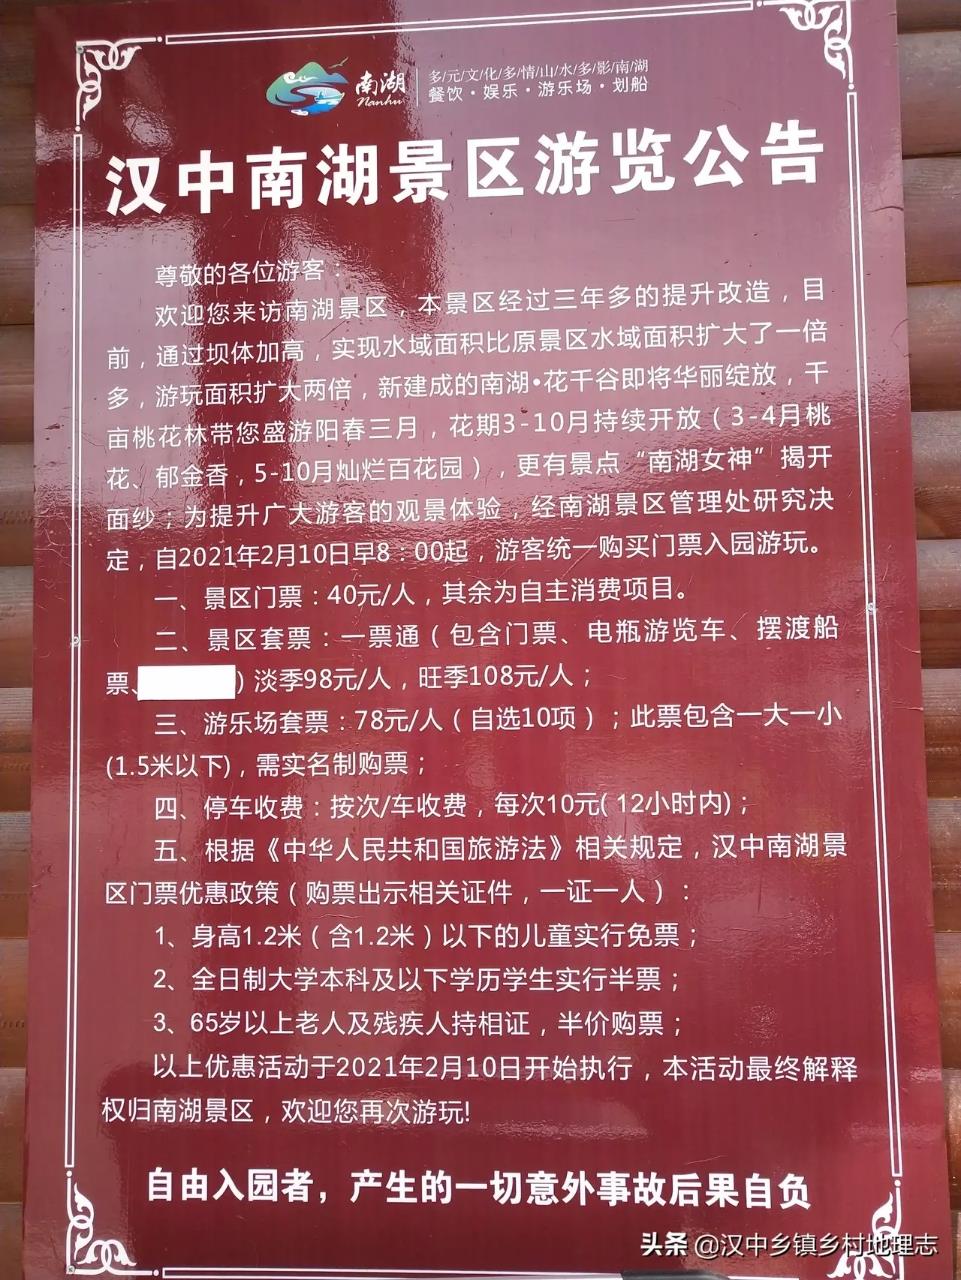 南湖
Nanhu
多/元/文/化/多/情/山/水/多/影/南/湖
餐饮·娱乐·游乐场·划船
汉中南湖景区游览公告
尊敬的各位游客：
欢迎您来访南湖景区，本景区经过三年多的提升改造，目
前，通过坝体加高，实现水域面积比原景区水域面积扩大了一倍
多，游玩面积扩大两倍，新建成的南湖•花千谷即将华丽绽放，千
亩桃花林带您盛游阳春三月，花期3-10月持续开放（3-4月桃
花、郁金香，5-10月灿烂百花园），更有景点“南湖女神”揭开
面纱；为提升广大游客的观景体验，经南湖景区管理处研究决
定，自2021年2月10日早8：00起，游客统一购买门票入园游玩。
一、景区门票：40元/人，其余为自主消费项目。
二、景区套票：一票通（包含门票、电瓶游览车、摆渡船
票、）淡季98元/人，旺季108元/人；
三、游乐场套票：78元/人（自选10项）；此票包含一大一小
(1.5米以下)，需实名制购票；
四、停车收费：按次/车收费，每次10元(12小时内)；
五、根据《中华人民共和国旅游法》相关规定，汉中南湖景
区门票优惠政策（购票出示相关证件，一证一人）：
1、身高1.2米（含1.2米）以下的儿童实行免票；
2、全日制大学本科及以下学历学生实行半票；
3、65岁以上老人及残疾人持相证，半价购票；
以上优惠活动于2021年2月10日开始执行，本活动最终解释
权归南湖景区，欢迎您再次游玩!
自由入园者，产生的一切意外事故后果自负
头条 @汉中乡镇乡村地理志